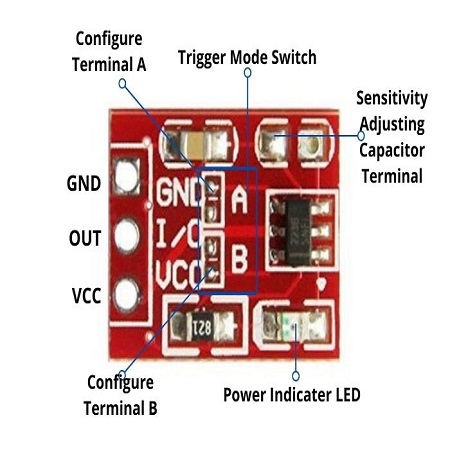 Configure
Terminal A
Trigger Mode Switch
Sensitivity
Adjusting
Capacitor
Terminal
GND
OUT
VCC
GND
A
I/O
VCC
B
821
Configure
Terminal B
Power Indicater LED